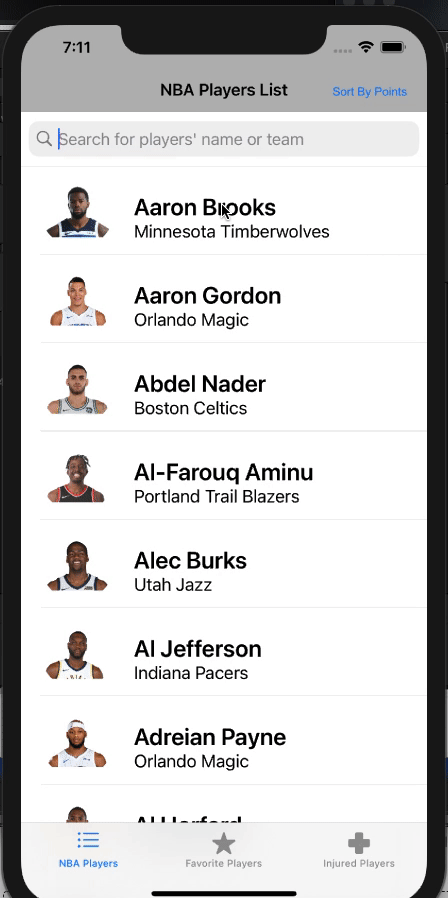 7:11
NBA Players List
Sort By Points
Search for players' name or team
Aaron Brooks
Minnesota Timberwolves
Aaron Gordon
Orlando Magic
Abdel Nader
Boston Celtics
Al-Farouq Aminu
Portland Trail Blazers
Alec Burks
Utah Jazz
Al Jefferson
Indiana Pacers
Adreian Payne
Orlando Magic
Al Horford
NBA Players
Favorite Players
Injured Players